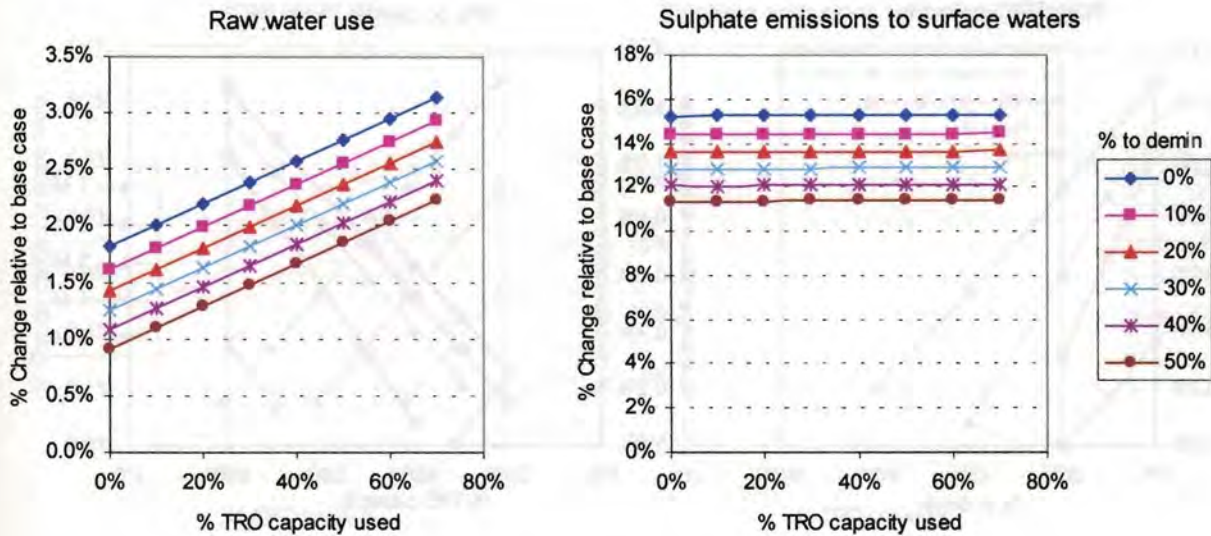 Raw water use
3.5%
3.0%
2.5%
2.0%
1.5%
1.0%
0.5%
0.0%
% Change relative to base case
0% 20% 40% 60% 80%
% TRO capacity used
Sulphate emissions to surface waters
18%
16%
14%
12%
10%
8%
6%
4%
2%
0%
% Change relative to base case
0% 20% 40% 60% 80%
% TRO capacity used
% to demin
0%
10%
20%
30%
40%
50%